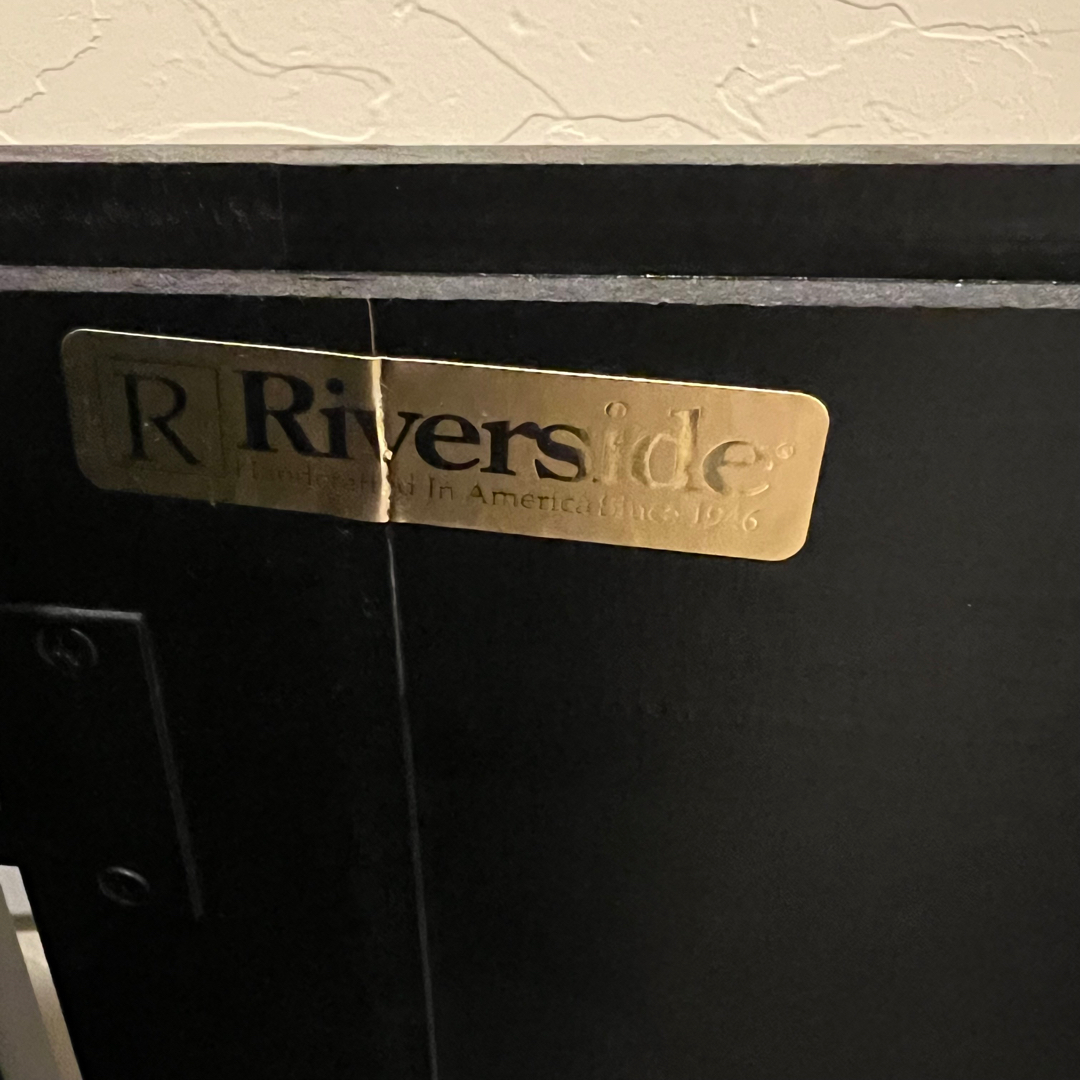 R Riverside®
Handcrafted In America Since 1946